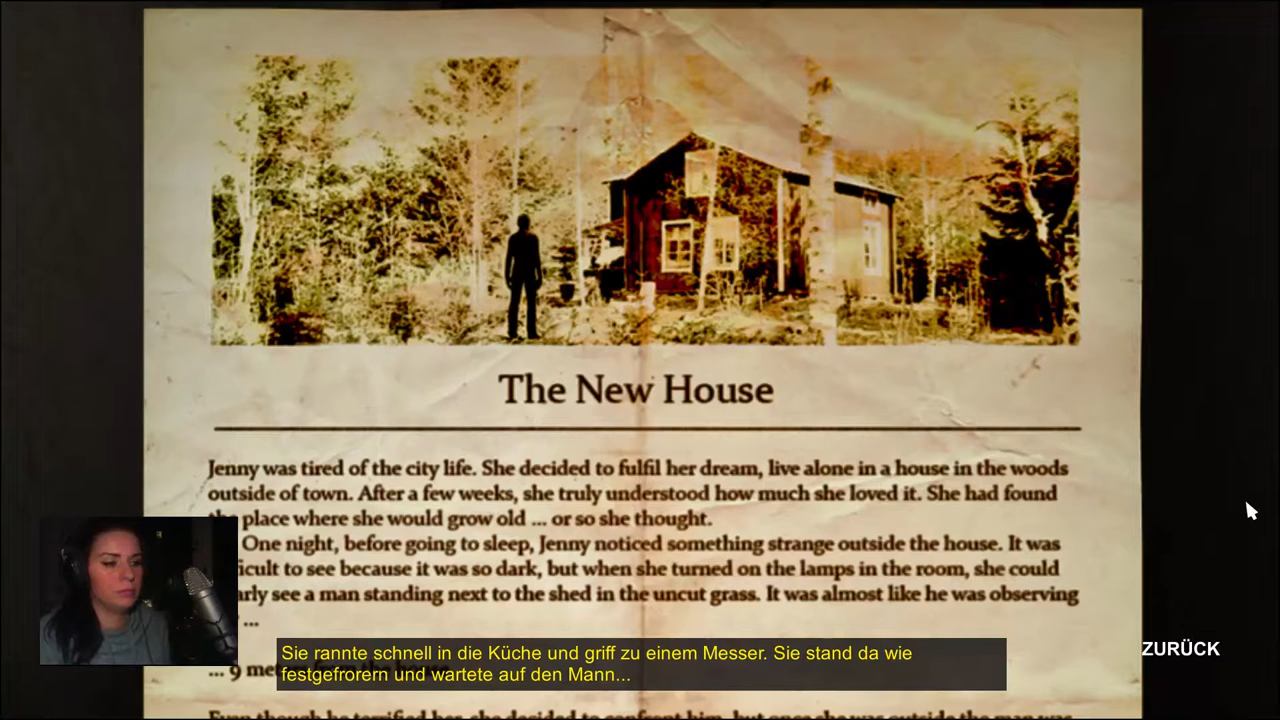 The New House
Jenny was tired of the city life. She decided to fulfil her dream, live alone in a house in the woods
outside of town. After a few weeks, she truly understood how much she loved it. She had found
place where she would grow old ... or so she thought.
One night, before going to sleep, Jenny noticed something strange outside the house. It was
icult to see because it was so dark, but when she turned on the lamps in the room, she could
arly see a man standing next to the shed in the uncut grass. It was almost like he was observing
...
Sie rannte schnell in die Küche und griff zu einem Messer. Sie stand da wie
ZURÜCK
... 9 met
festgefrorern und wartete auf den Mann...